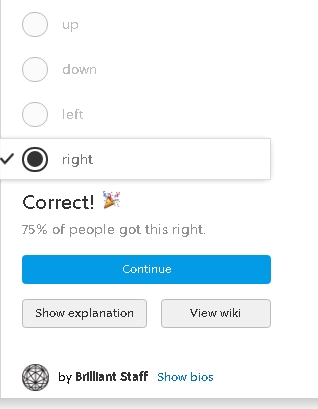 up
down
left
right
Correct! 🎉
75% of people got this right.
Continue
Show explanation View wiki
by Brilliant Staff Show bios